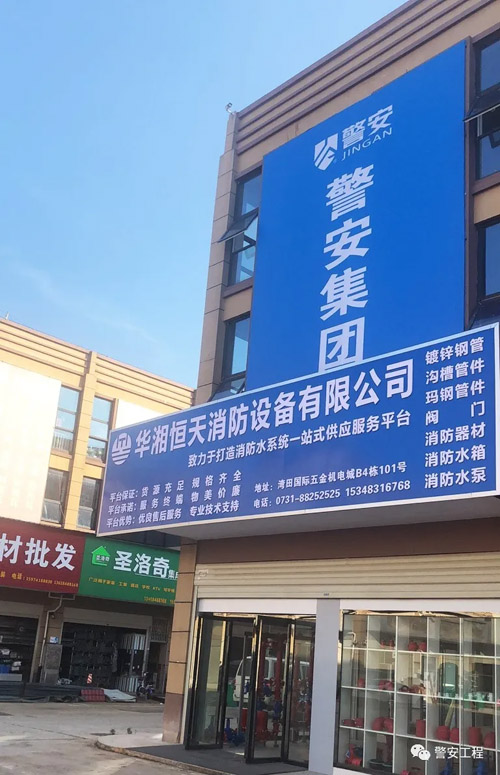 警安
JINGAN
警安集团
华湘恒天消防设备有限公司
致力于打造消防水系统一站式供应服务平台
平台保证：货源充足 规格齐全
平台承诺：服务终端 物美价廉
平台优势：优良售后服务 专业技术支持
地址：湾田国际五金机电城B4栋101号
电话：0731-88252525 15348316768
镀锌钢管
沟槽管件
玛钢管件
阀门
消防器材
消防水箱
消防水泵
材批发
圣洛奇
圣洛奇集成
警安工程